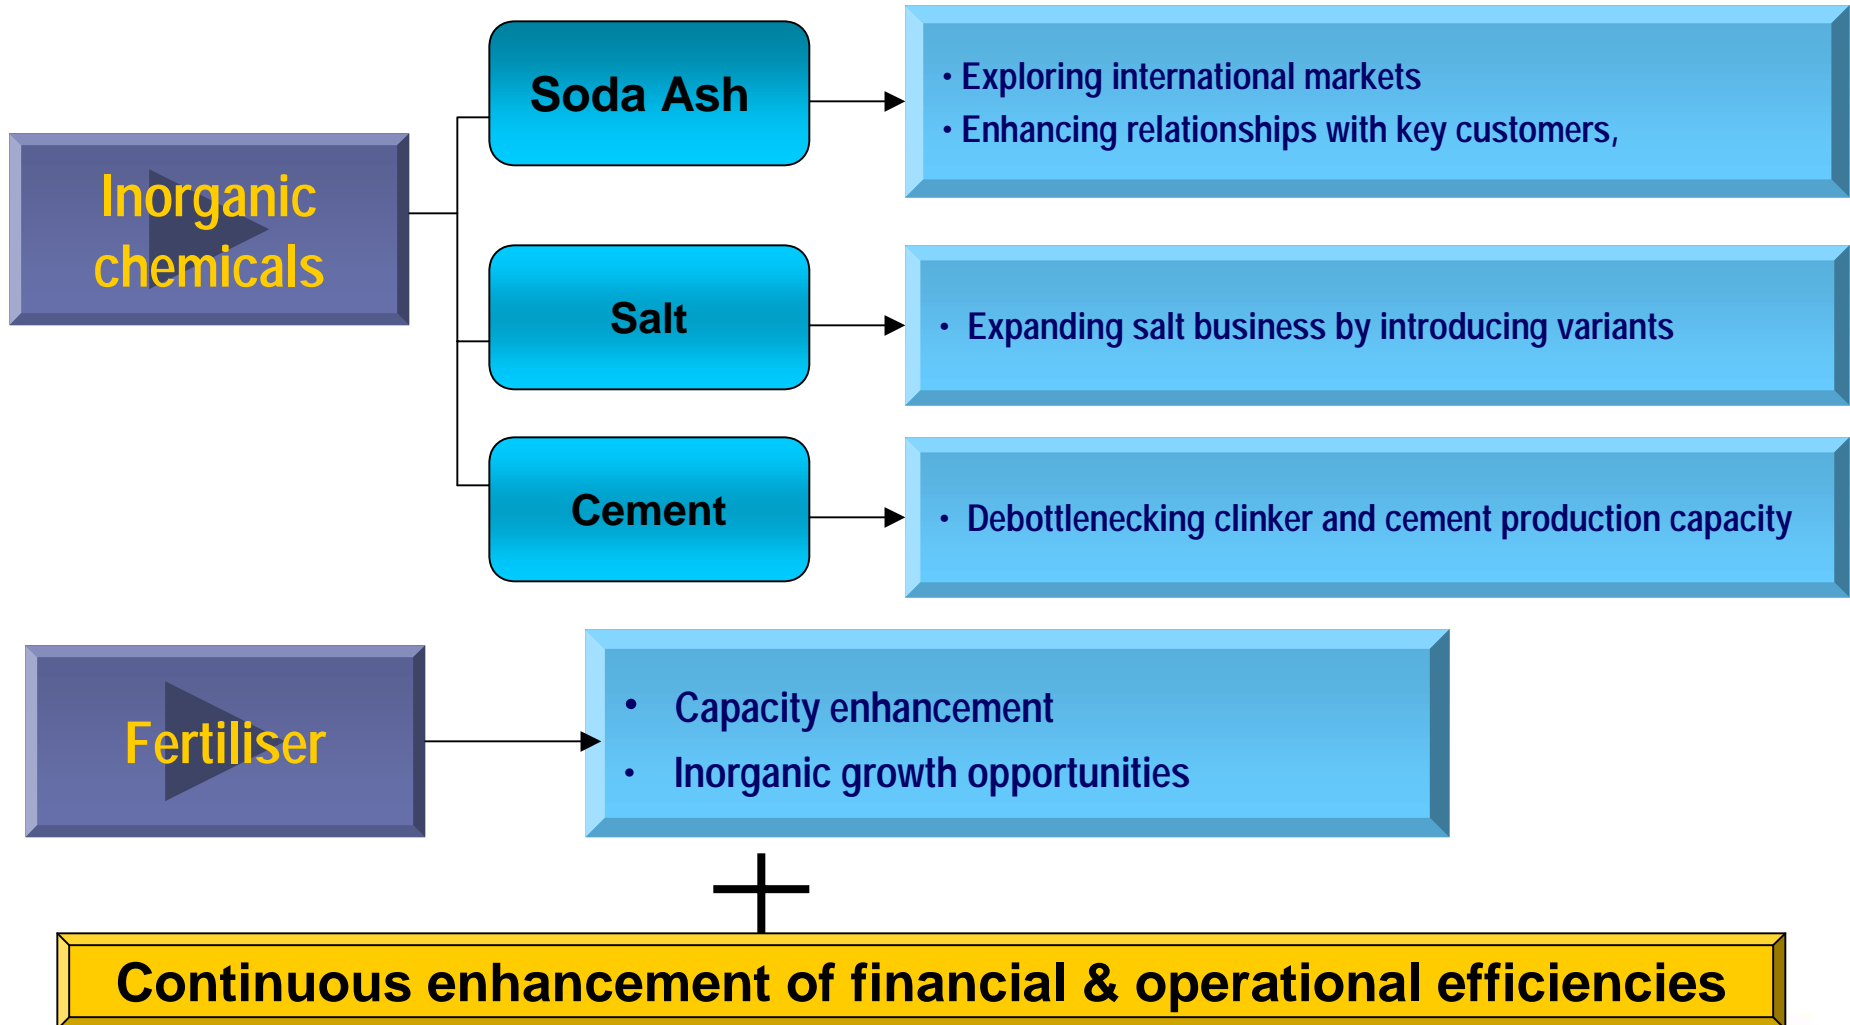 Inorganic
chemicals
Soda Ash
• Exploring international markets
• Enhancing relationships with key customers,
Salt
• Expanding salt business by introducing variants
Cement
• Debottlenecking clinker and cement production capacity
Fertiliser
• Capacity enhancement
• Inorganic growth opportunities
+
Continuous enhancement of financial & operational efficiencies